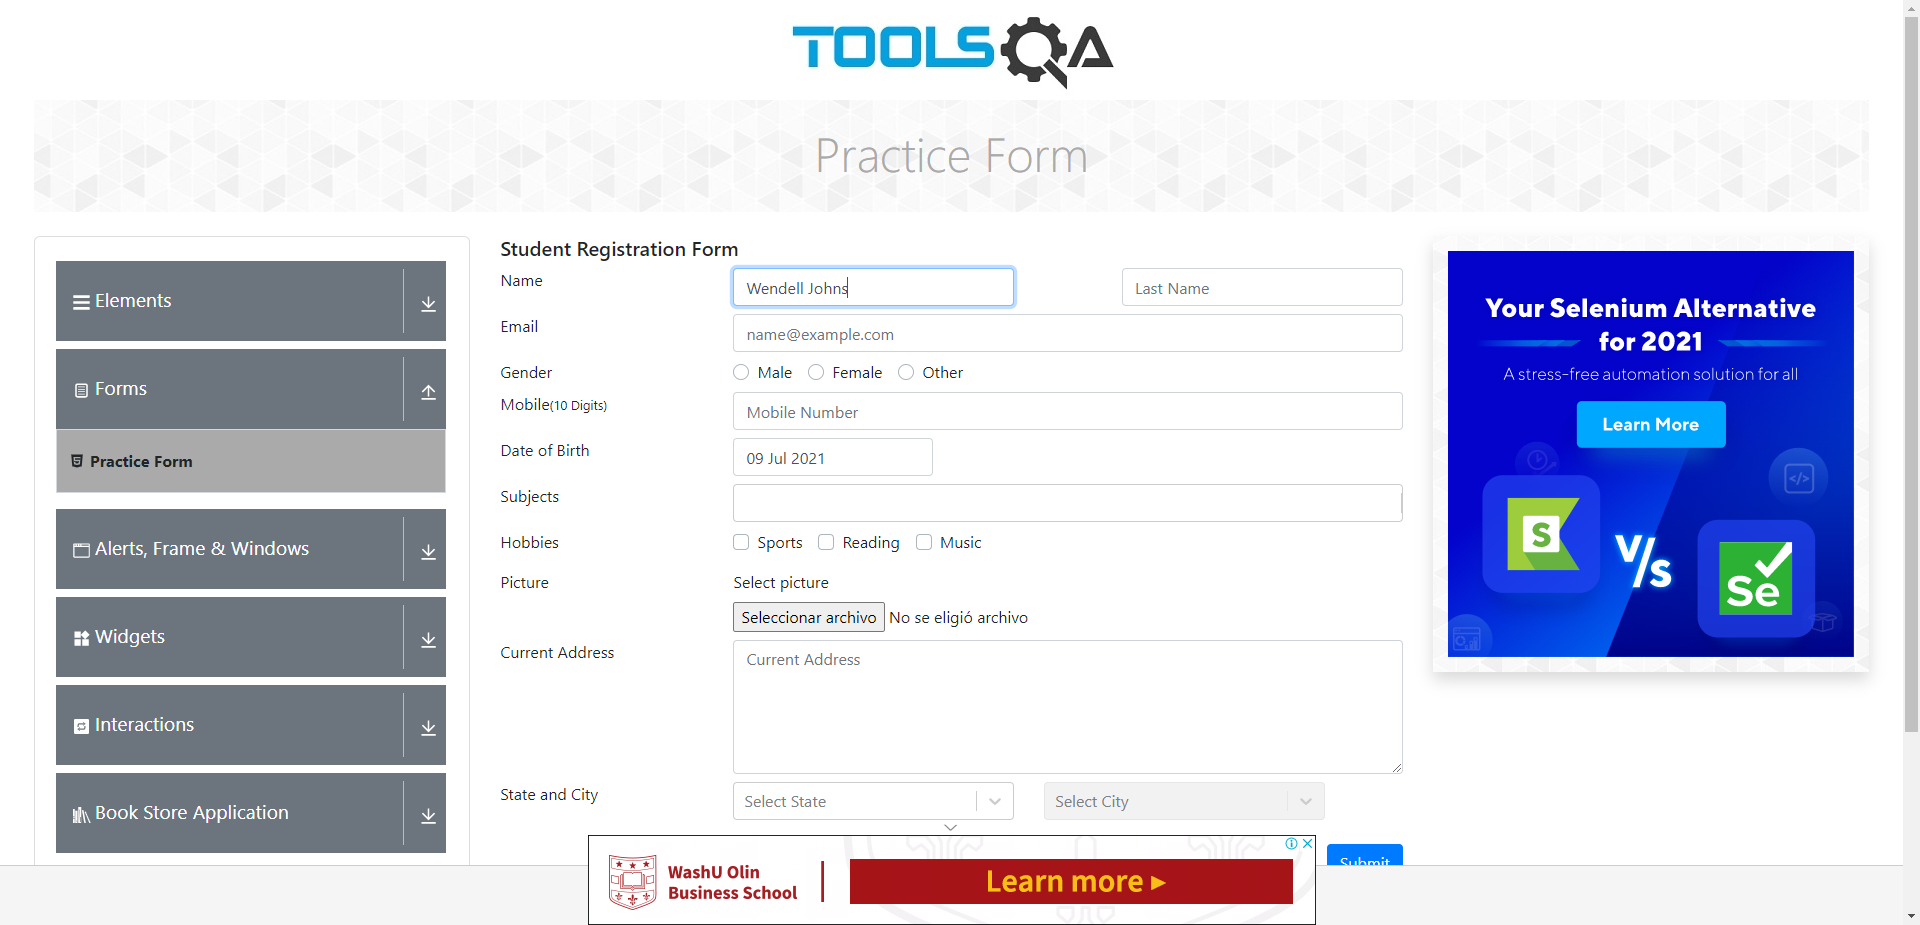 TOOLSQA
Practice Form
Elements
Forms
Practice Form
Alerts, Frame & Windows
Widgets
Interactions
Book Store Application
Student Registration Form
Name
Wendell Johns
Last Name
Email
name@example.com
Gender
Male
Female
Other
Mobile(10 Digits)
Mobile Number
Date of Birth
09 Jul 2021
Subjects
Hobbies
Sports
Reading
Music
Picture
Select picture
Seleccionar archivo
No se eligió archivo
Current Address
Current Address
State and City
Select State
Select City
Submit
Your Selenium Alternative
for 2021
A stress-free automation solution for all
Learn More
S
V/s
Se
WashU Olin
Business School
Learn more ▸